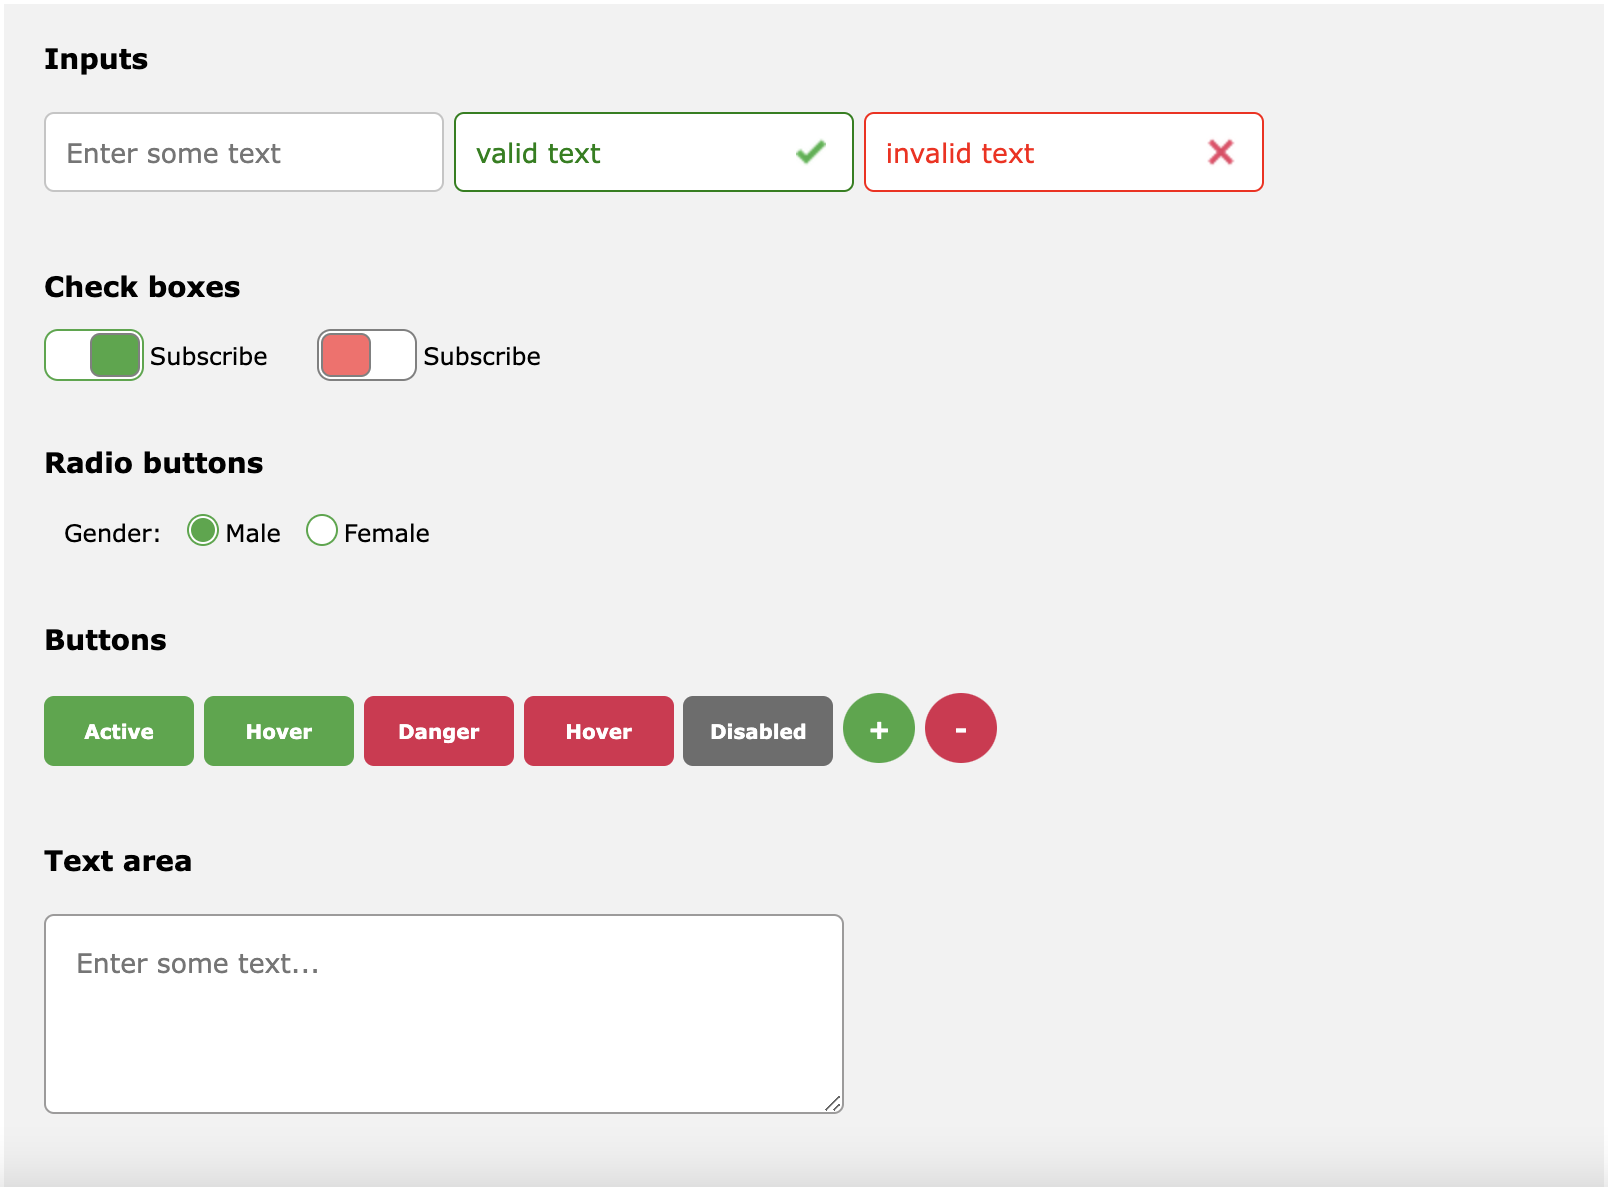 Inputs
Enter some text valid text invalid text
Check boxes
Subscribe Subscribe
Radio buttons
Gender: Male Female
Buttons
Active Hover Danger Hover Disabled + -
Text area
Enter some text...